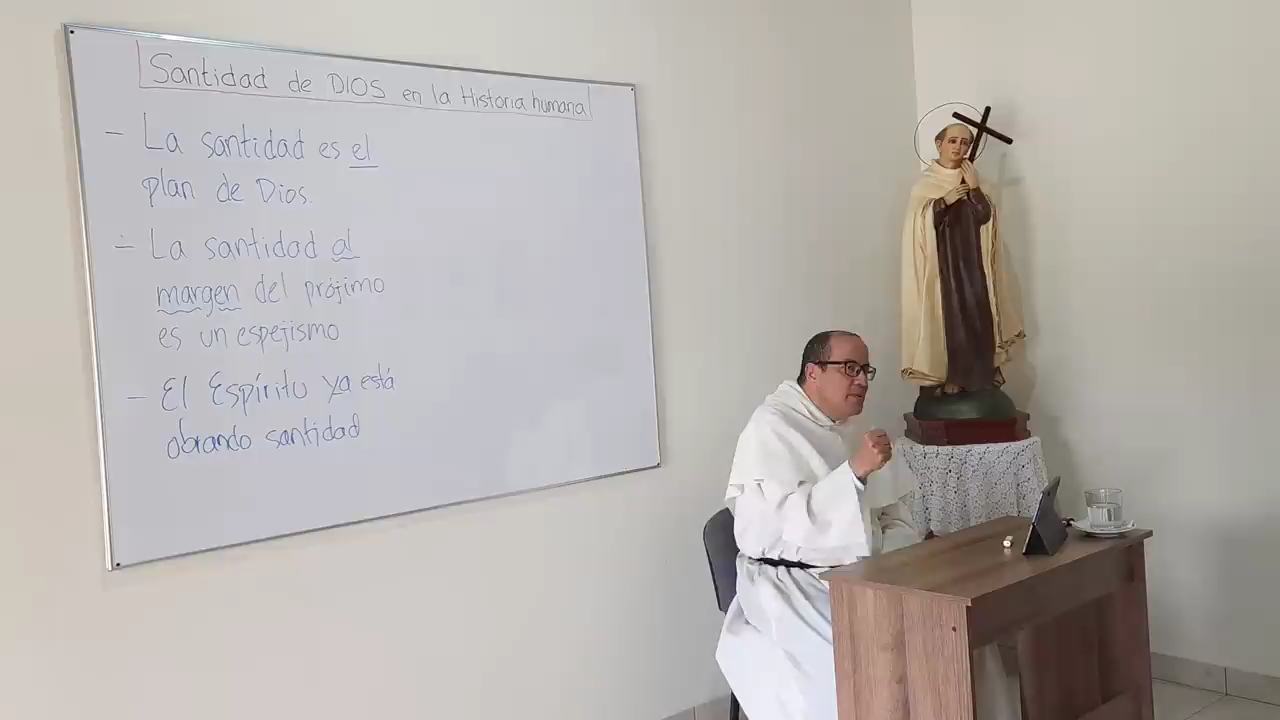 Santidad de DIOS en la Historia humana
- La santidad es el
plan de Dios.
- La santidad al
margen del prójimo
es un espejismo
- El Espíritu ya está
obrando santidad